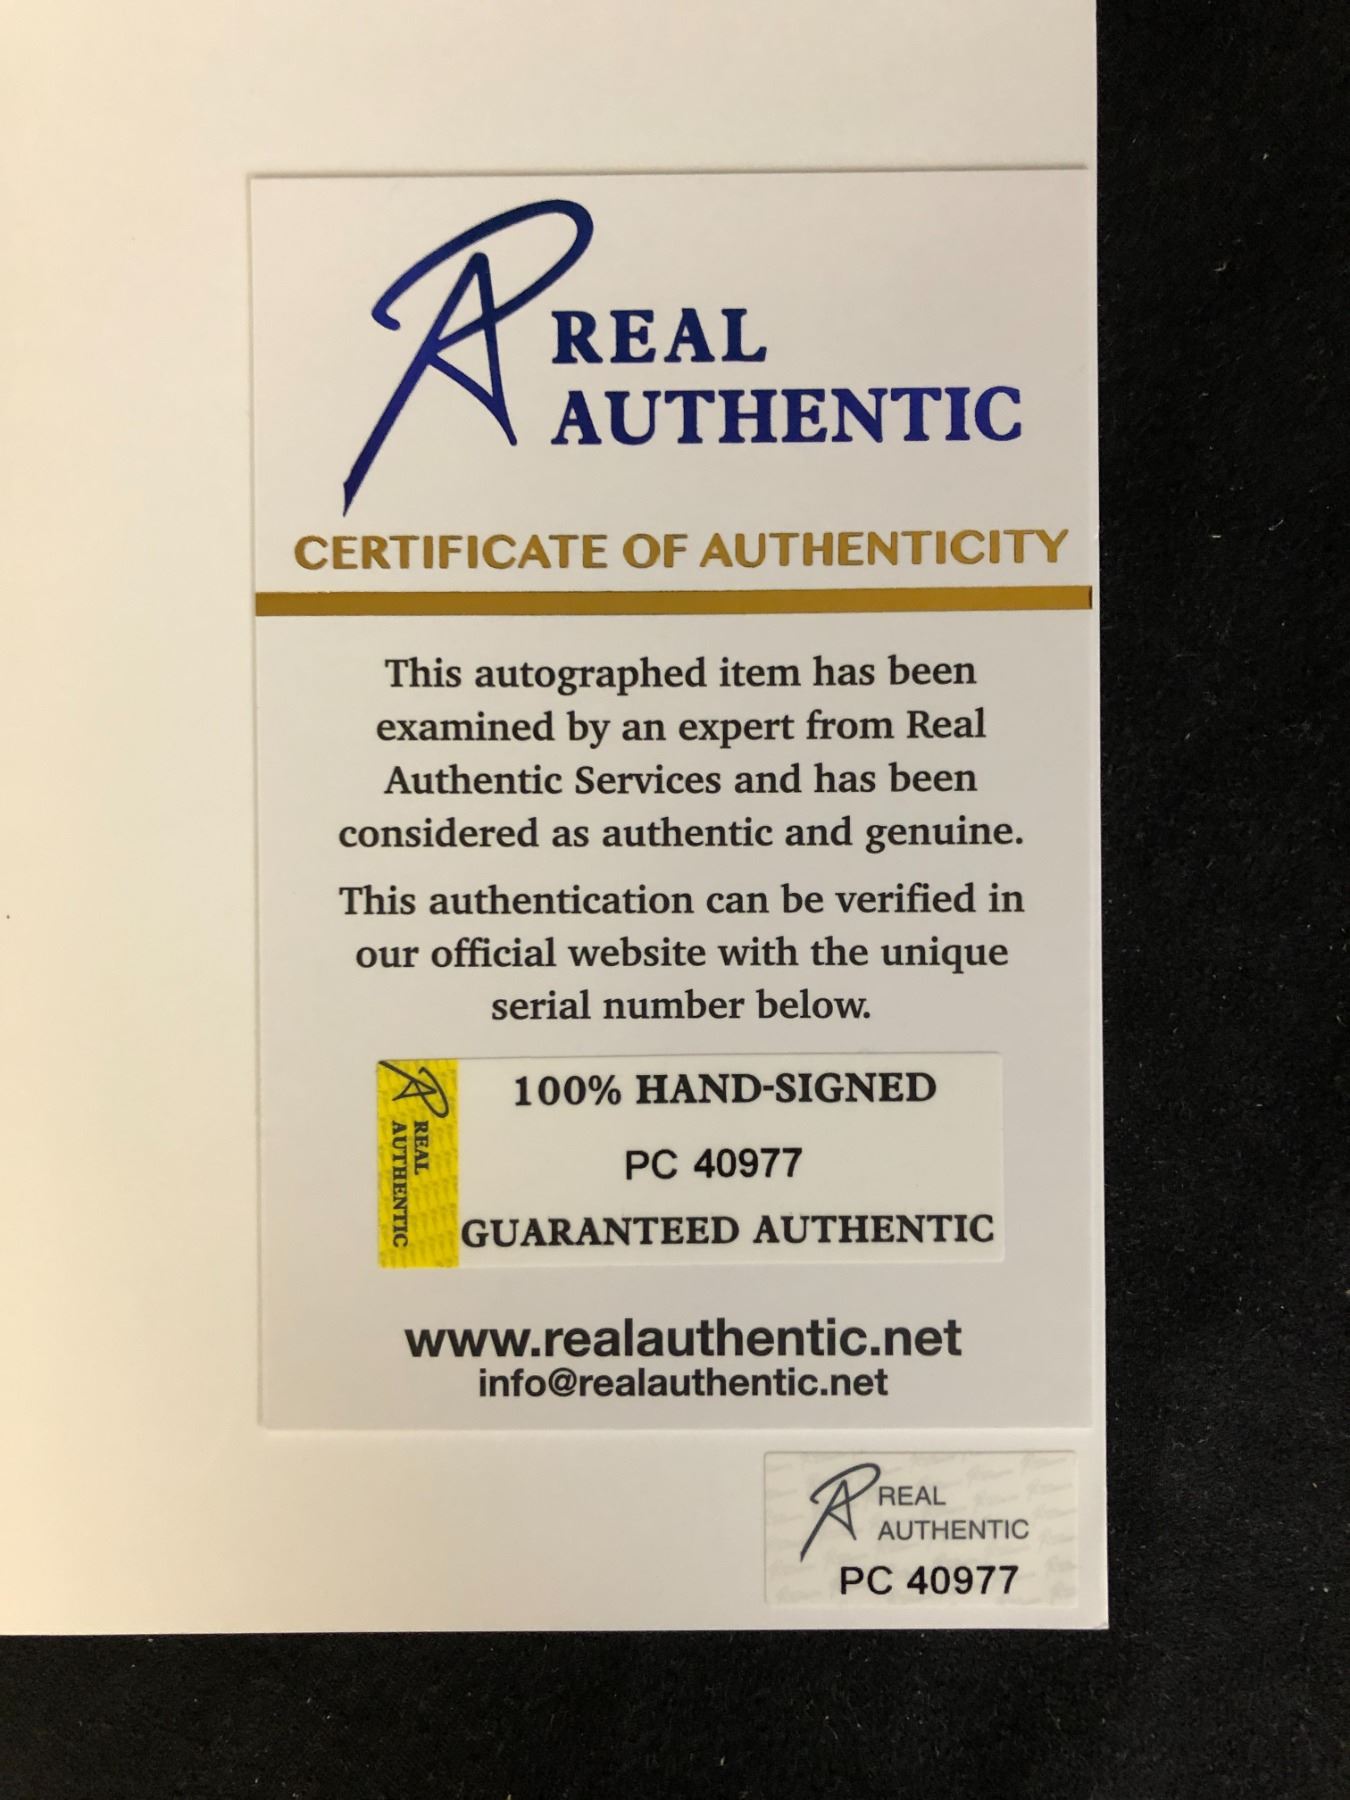 REAL
AUTHENTIC
CERTIFICATE OF AUTHENTICITY
This autographed item has been
examined by an expert from Real
Authentic Services and has been
considered as authentic and genuine.
This authentication can be verified in
our official website with the unique
serial number below.
REAL
AUTHENTIC
100% HAND-SIGNED
PC 40977
GUARANTEED AUTHENTIC
www.realauthentic.net
info@realauthentic.net
REAL
AUTHENTIC
PC 40977